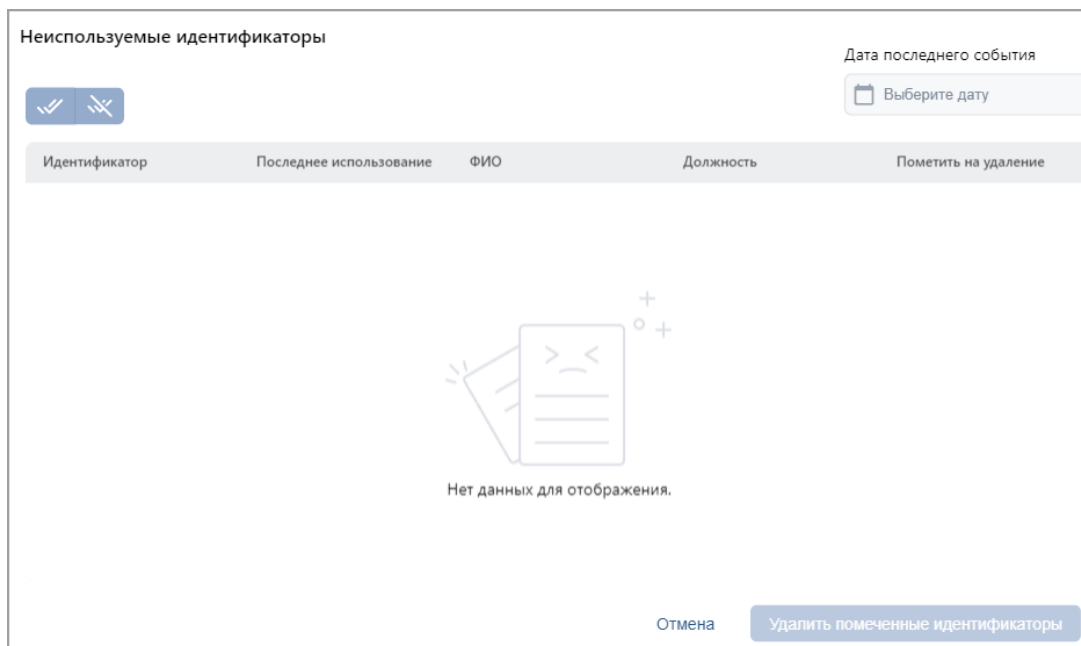 Неиспользуемые идентификаторы
Дата последнего события
Выберите дату
Идентификатор Последнее использование ФИО Должность Пометить на удаление
Нет данных для отображения.
Отмена Удалить помеченные идентификаторы